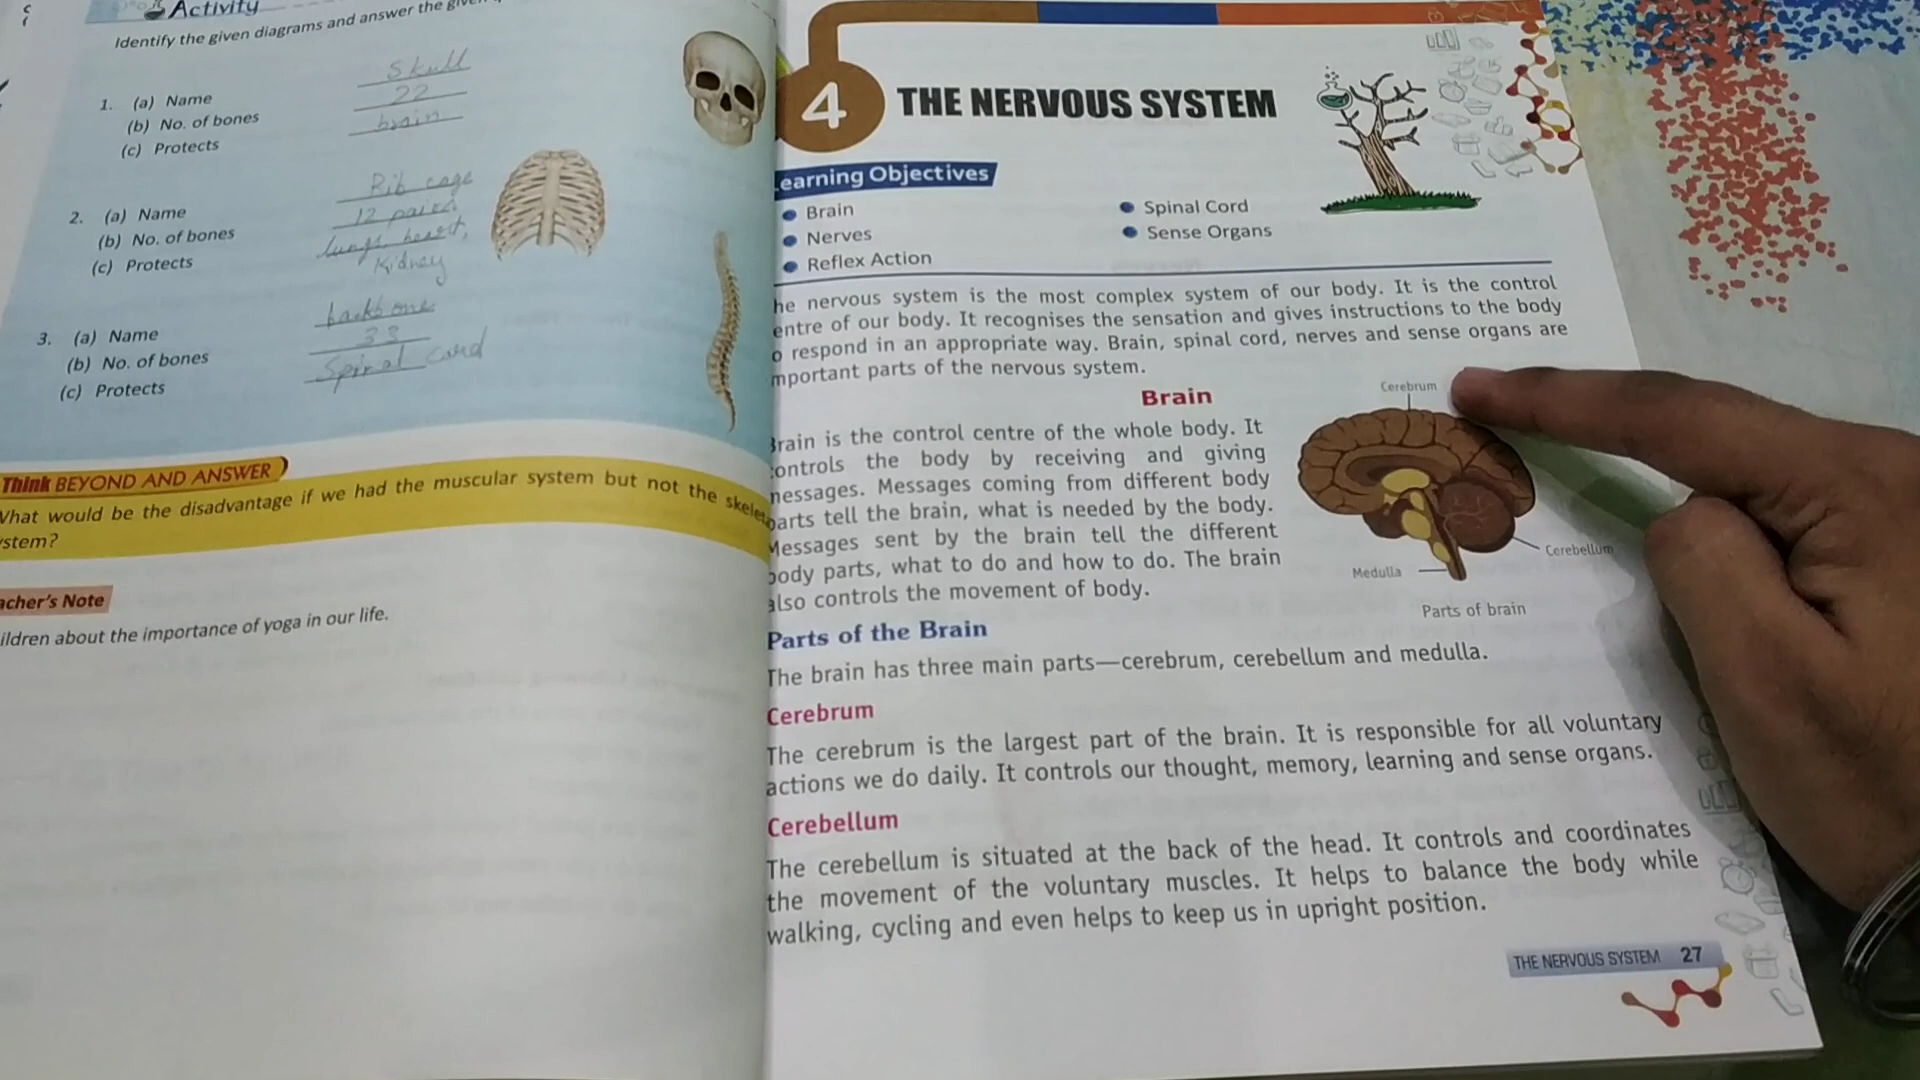 Activity
Identify the given diagrams and answer the
1. (a) Name Skull
(b) No. of bones 22
(c) Protects brain
2. (a) Name Rib cage
(b) No. of bones 12 pairs
(c) Protects lungs, heart,
Kidney
3. (a) Name backbone
(b) No. of bones 33
(c) Protects Spinal Cord
Think BEYOND AND ANSWER
What would be the disadvantage if we had the muscular system but not the
stem?
acher's Note
ildren about the importance of yoga in our life.
4 THE NERVOUS SYSTEM
earning Objectives
Brain
Nerves
Reflex Action
Spinal Cord
Sense Organs
he nervous system is the most complex system of our body. It is the control
entre of our body. It recognises the sensation and gives instructions to the body
o respond in an appropriate way. Brain, spinal cord, nerves and sense organs are
mportant parts of the nervous system.
Brain
Brain is the control centre of the whole body. It
controls the body by receiving and giving
messages. Messages coming from different body
parts tell the brain, what is needed by the body.
Messages sent by the brain tell the different
body parts, what to do and how to do. The brain
also controls the movement of body.
Cerebrum
Cerebellum
Medulla
Parts of brain
Parts of the Brain
The brain has three main parts—cerebrum, cerebellum and medulla.
Cerebrum
The cerebrum is the largest part of the brain. It is responsible for all voluntary
actions we do daily. It controls our thought, memory, learning and sense organs.
Cerebellum
The cerebellum is situated at the back of the head. It controls and coordinates
the movement of the voluntary muscles. It helps to balance the body while
walking, cycling and even helps to keep us in upright position.
THE NERVOUS SYSTEM 27